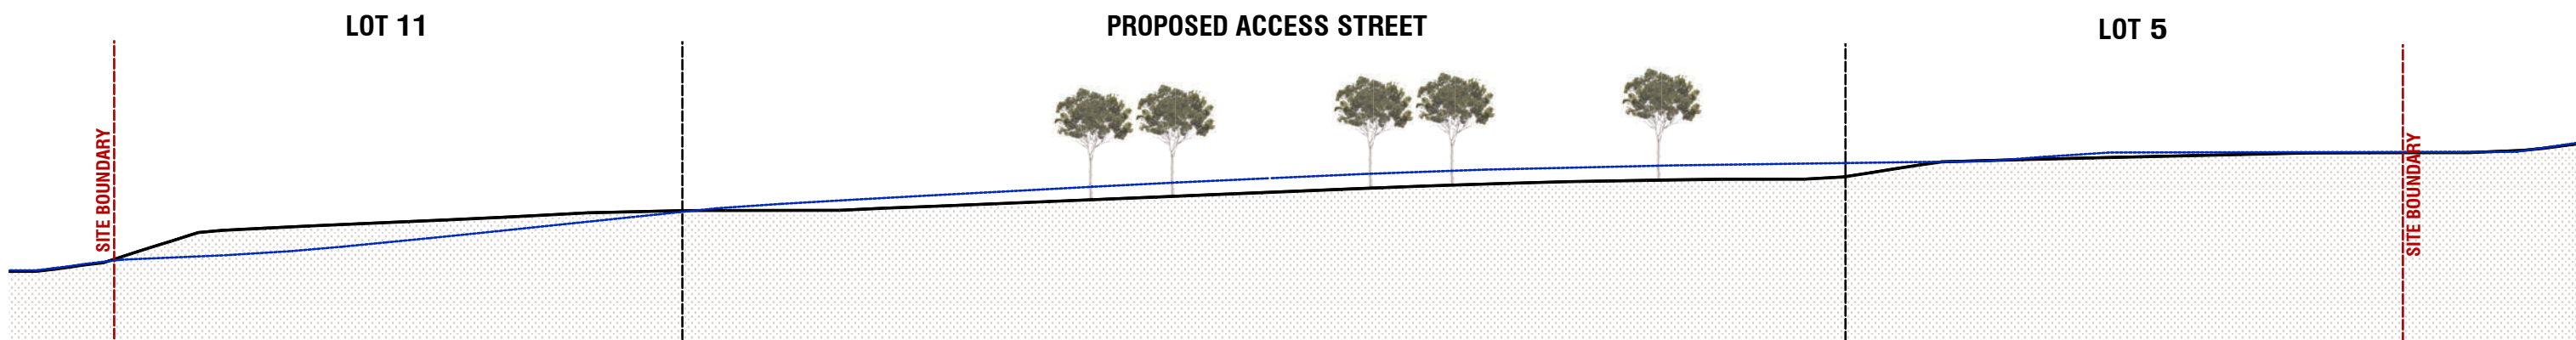 LOT 11
PROPOSED ACCESS STREET
LOT 5
SITE BOUNDARY
SITE BOUNDARY